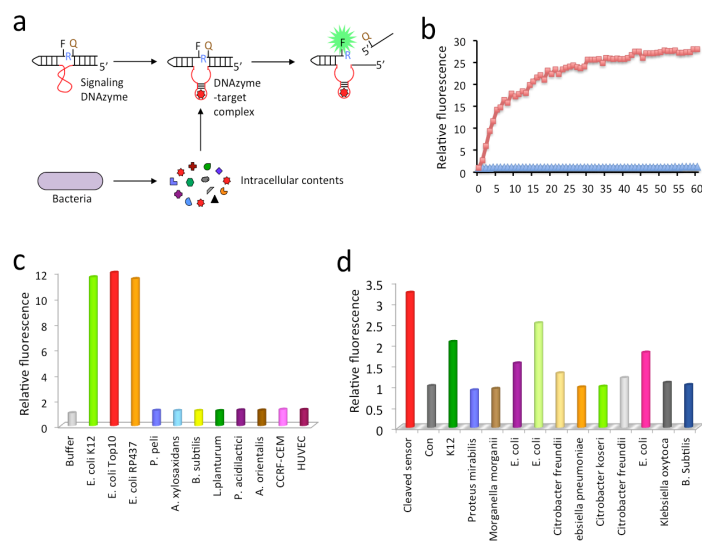 a
F Q
R
5'
Signaling
DNAzyme
F Q
R
5'
DNAzyme
-target
complex
F
Q
R
5'
Bacteria
Intracellular contents
b
Relative fluorescence
30
25
20
15
10
5
0
0 5 10 15 20 25 30 35 40 45 50 55 60
c
Relative fluorescence
12
10
8
6
4
2
0
Buffer
E. coli K12
E. coli Top10
E. coli RP437
P. peli
A. xylosaxidans
B. subtilis
L.planturum
P. acidilactici
A. orientalis
CCRF-CEM
HUVEC
d
Relative fluorescence
3.5
3
2.5
2
1.5
1
0.5
0
Cleaved sensor
Con
K12
Proteus mirabilis
Morganella morganii
E. coli
E. coli
Citrobacter freundii
ebsiella pneumoniae
Citrobacter koseri
Citrobacter freundii
E. coli
Klebsiella oxytoca
B. Subtilis